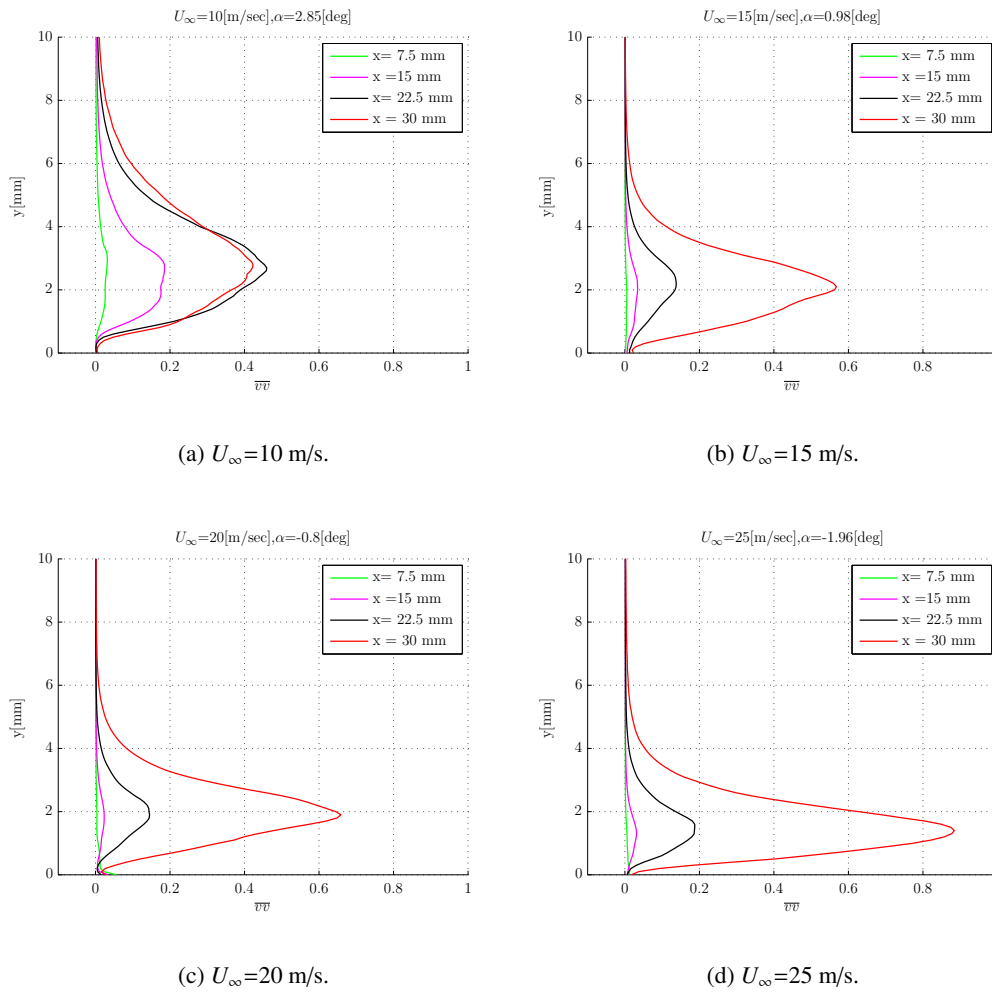 U∞=10[m/sec],α=2.85[deg]
10
8
6
4
2
0
y[mm]
0
0.2
0.4
0.6
0.8
1
v̅v̅
x= 7.5 mm
x =15 mm
x= 22.5 mm
x = 30 mm
(a) U∞=10 m/s.
U∞=15[m/sec],α=0.98[deg]
10
8
6
4
2
0
y[mm]
0
0.2
0.4
0.6
0.8
v̅v̅
x= 7.5 mm
x =15 mm
x= 22.5 mm
x = 30 mm
(b) U∞=15 m/s.
U∞=20[m/sec],α=-0.8[deg]
10
8
6
4
2
0
y[mm]
0
0.2
0.4
0.6
0.8
1
v̅v̅
x= 7.5 mm
x =15 mm
x= 22.5 mm
x = 30 mm
(c) U∞=20 m/s.
U∞=25[m/sec],α=-1.96[deg]
10
8
6
4
2
0
y[mm]
0
0.2
0.4
0.6
0.8
v̅v̅
x= 7.5 mm
x =15 mm
x= 22.5 mm
x = 30 mm
(d) U∞=25 m/s.